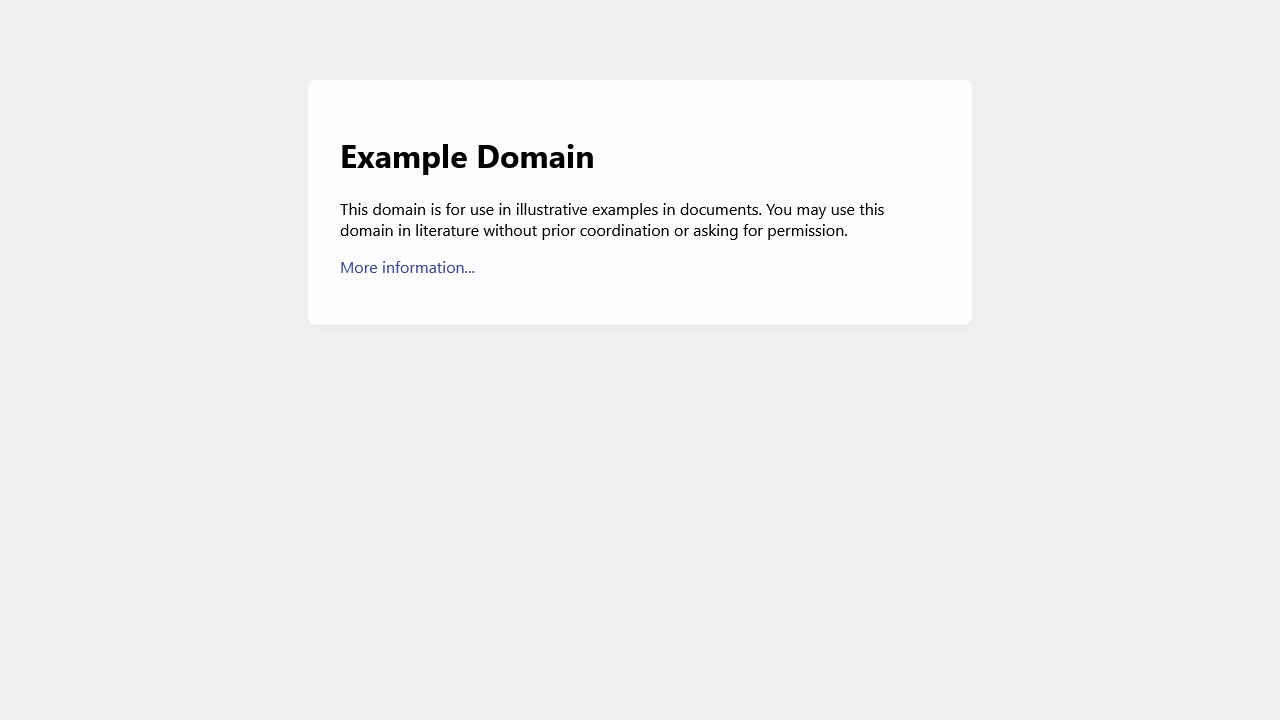 Example Domain
This domain is for use in illustrative examples in documents. You may use this
domain in literature without prior coordination or asking for permission.
More information...